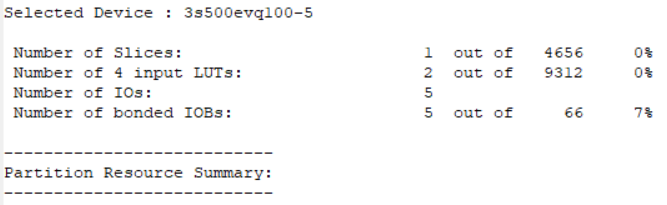 Selected Device : 3s500evq100-5
Number of Slices: 1 out of 4656 0%
Number of 4 input LUTs: 2 out of 9312 0%
Number of IOs: 5
Number of bonded IOBs: 5 out of 66 7%
---------------------------
Partition Resource Summary:
---------------------------